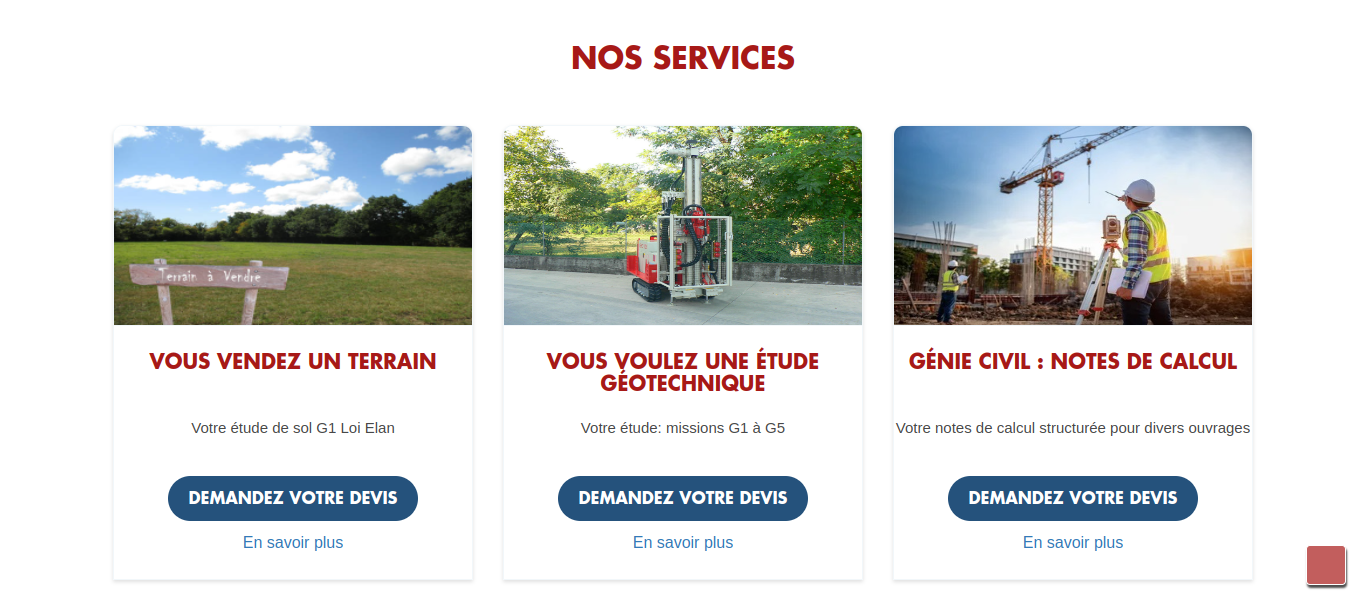 NOS SERVICES
Terrain à Vendre
VOUS VENDEZ UN TERRAIN
Votre étude de sol G1 Loi Elan
DEMANDEZ VOTRE DEVIS
En savoir plus
VOUS VOULEZ UNE ÉTUDE
GÉOTECHNIQUE
Votre étude: missions G1 à G5
DEMANDEZ VOTRE DEVIS
En savoir plus
GÉNIE CIVIL : NOTES DE CALCUL
Votre notes de calcul structurée pour divers ouvrages
DEMANDEZ VOTRE DEVIS
En savoir plus